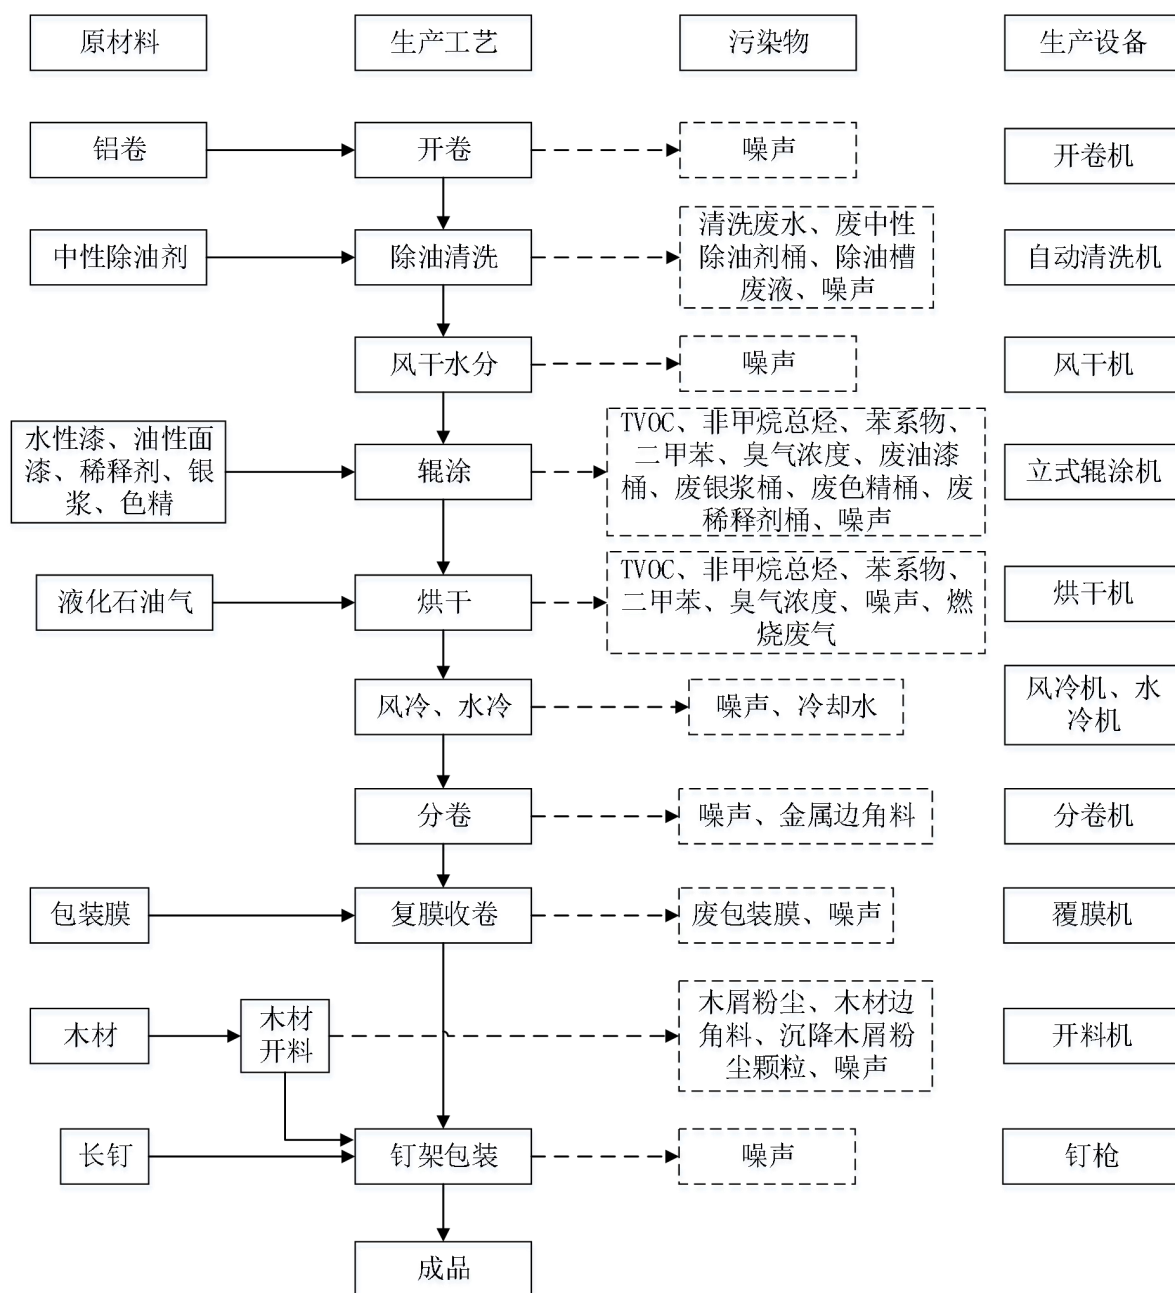 原材料
生产工艺
污染物
生产设备
铝卷
开卷
噪声
开卷机
中性除油剂
除油清洗
清洗废水、废中性
除油剂桶、除油槽
废液、噪声
自动清洗机
风干水分
噪声
风干机
水性漆、油性面
漆、稀释剂、银
浆、色精
辊涂
TVOC、非甲烷总烃、苯系物、
二甲苯、臭气浓度、废油漆
桶、废银浆桶、废色精桶、废
稀释剂桶、噪声
立式辊涂机
液化石油气
烘干
TVOC、非甲烷总烃、苯系物、
二甲苯、臭气浓度、噪声、燃
烧废气
烘干机
风冷、水冷
噪声、冷却水
风冷机、水
冷机
分卷
噪声、金属边角料
分卷机
包装膜
复膜收卷
废包装膜、噪声
覆膜机
木材
木材
开料
木屑粉尘、木材边
角料、沉降木屑粉
尘颗粒、噪声
开料机
长钉
钉架包装
噪声
钉枪
成品